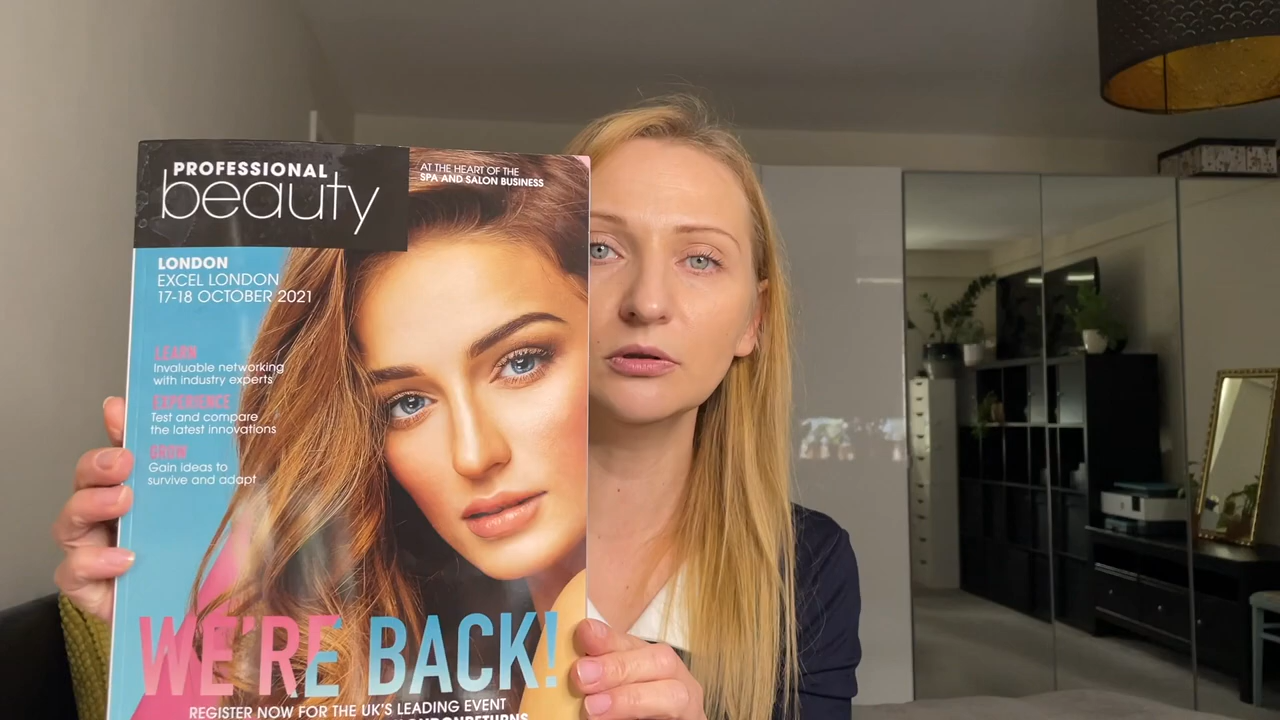 PROFESSIONAL
beauty
AT THE HEART OF THE
SPA AND SALON BUSINESS
LONDON
EXCEL LONDON
17-18 OCTOBER 2021
LEARN
Invaluable networking
with industry experts
EXPERIENCE
Test and compare
the latest innovations
GROW
Gain ideas to
survive and adapt
WE'RE BACK!
REGISTER NOW FOR THE UK'S LEADING EVENT